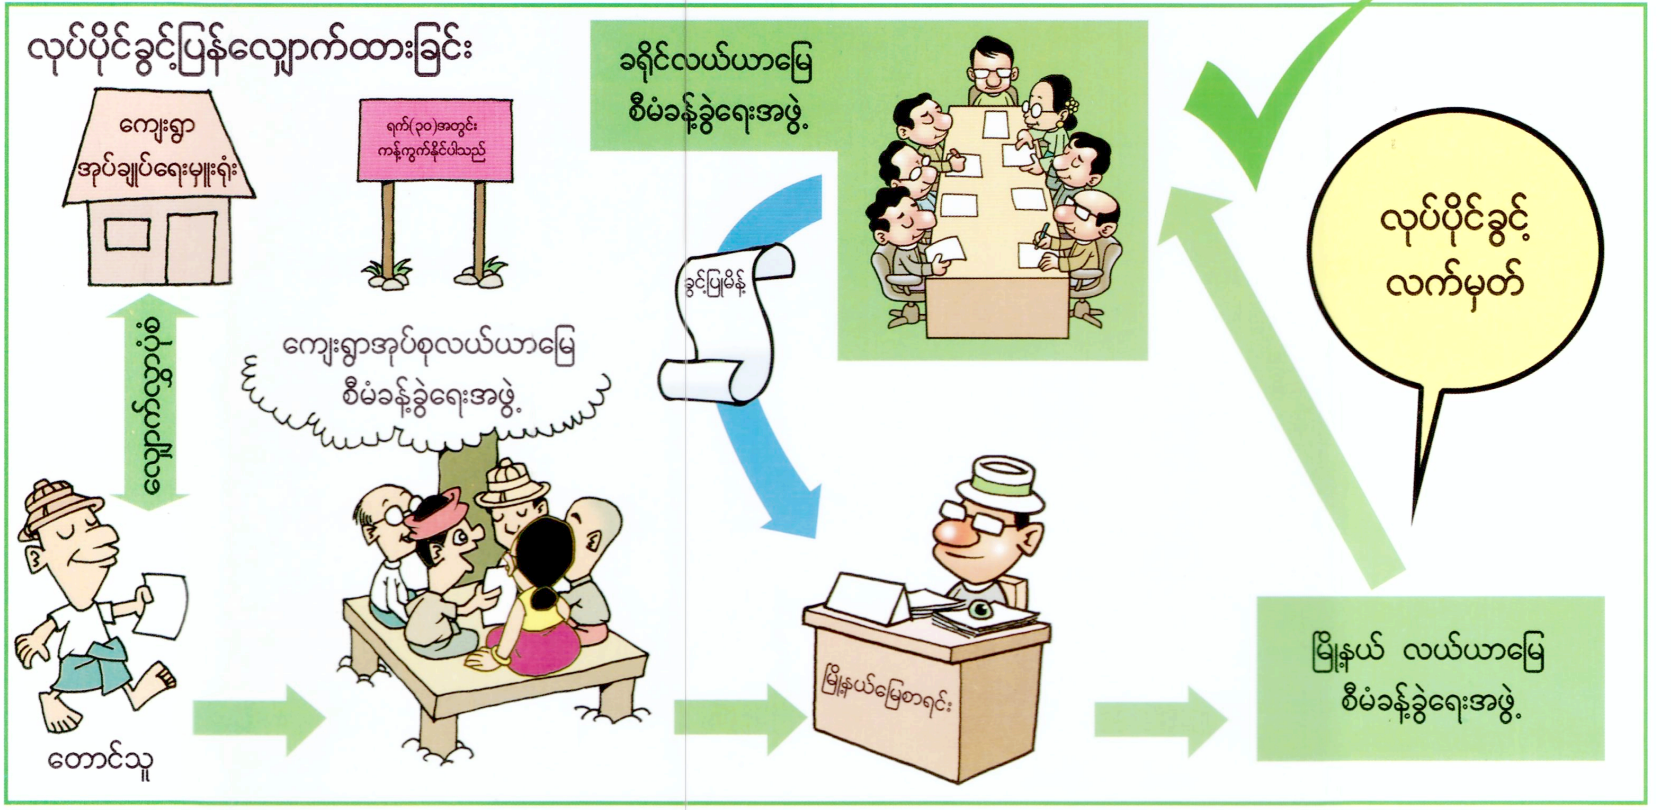 လုပ်ပိုင်ခွင့်ပြန်လျှောက်ထားခြင်း
ကျေးရွာ
အုပ်ချုပ်ရေးမှူးရုံး
ရက်(၃၀)အတွင်း
ကန့်ကွက်နိုင်ပါသည်
ခရိုင်လယ်ယာမြေ
စီမံခန့်ခွဲရေးအဖွဲ့
ခွင့်ပြုမိန့်
လုပ်ပိုင်ခွင့်
လက်မှတ်
ကျေးရွာအုပ်စုလယ်ယာမြေ
စီမံခန့်ခွဲရေးအဖွဲ့
တောင်သူ
မြို့နယ်မြေစာရင်း
မြို့နယ် လယ်ယာမြေ
စီမံခန့်ခွဲရေးအဖွဲ့